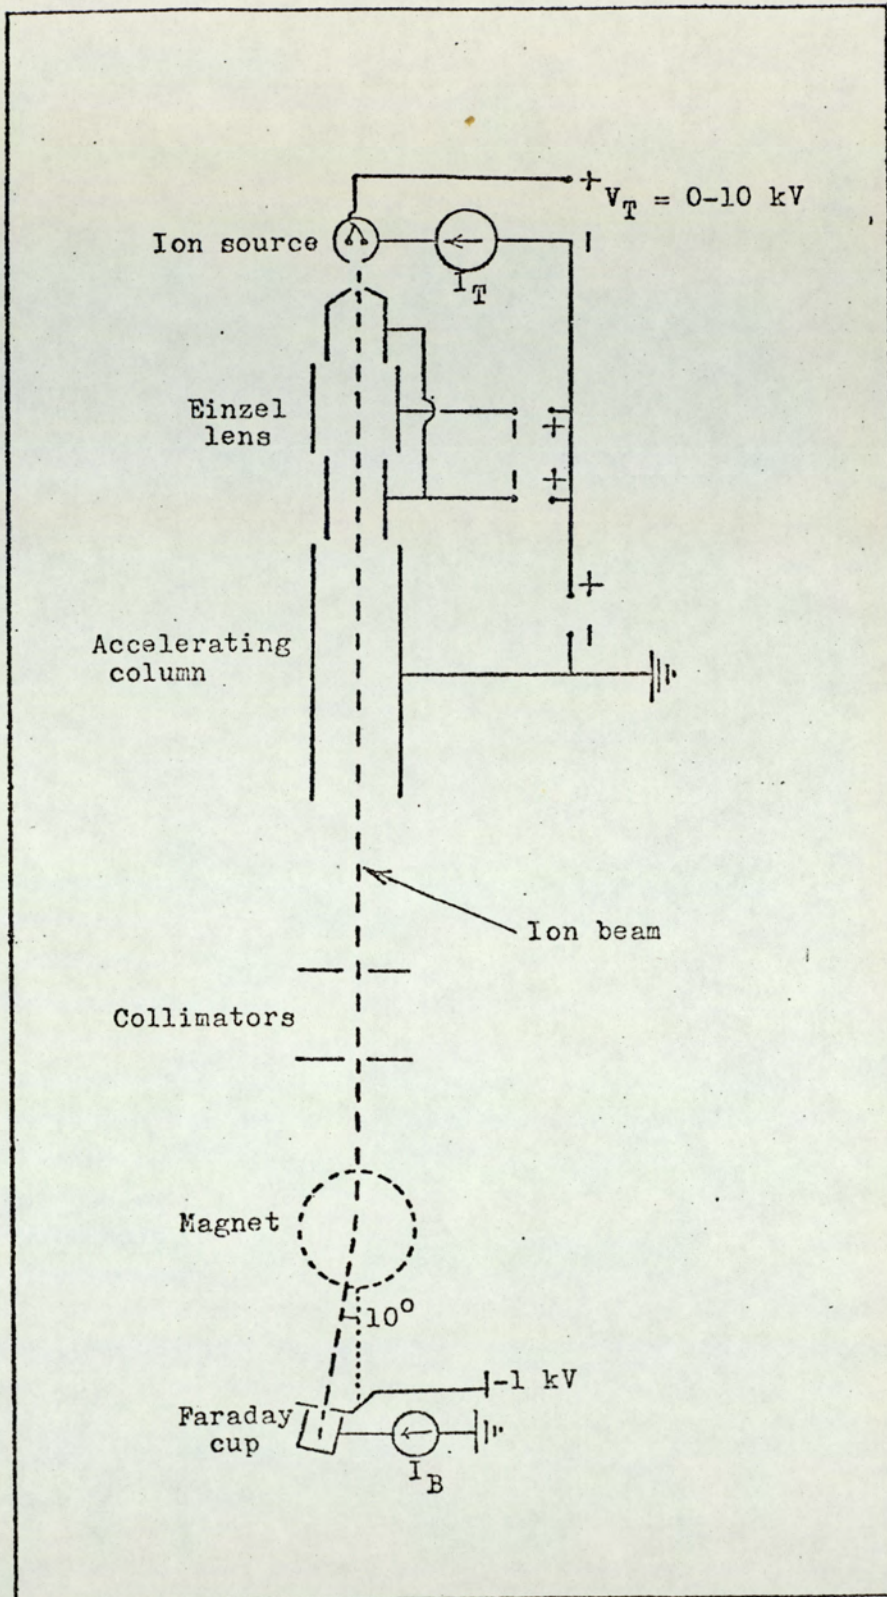 +
V_T = 0-10 kV
Ion source
-
I_T
Einzel
lens
- +
- +
+
-
Accelerating
column
Ion beam
Collimators
Magnet
10°
-1 kV
Faraday
cup
I_B